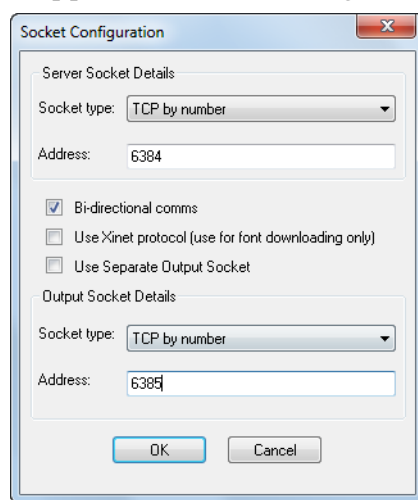 Socket Configuration
Server Socket Details
Socket type: TCP by number
Address: 6384
Bi-directional comms
Use Xinet protocol (use for font downloading only)
Use Separate Output Socket
Output Socket Details
Socket type: TCP by number
Address: 6385
OK Cancel